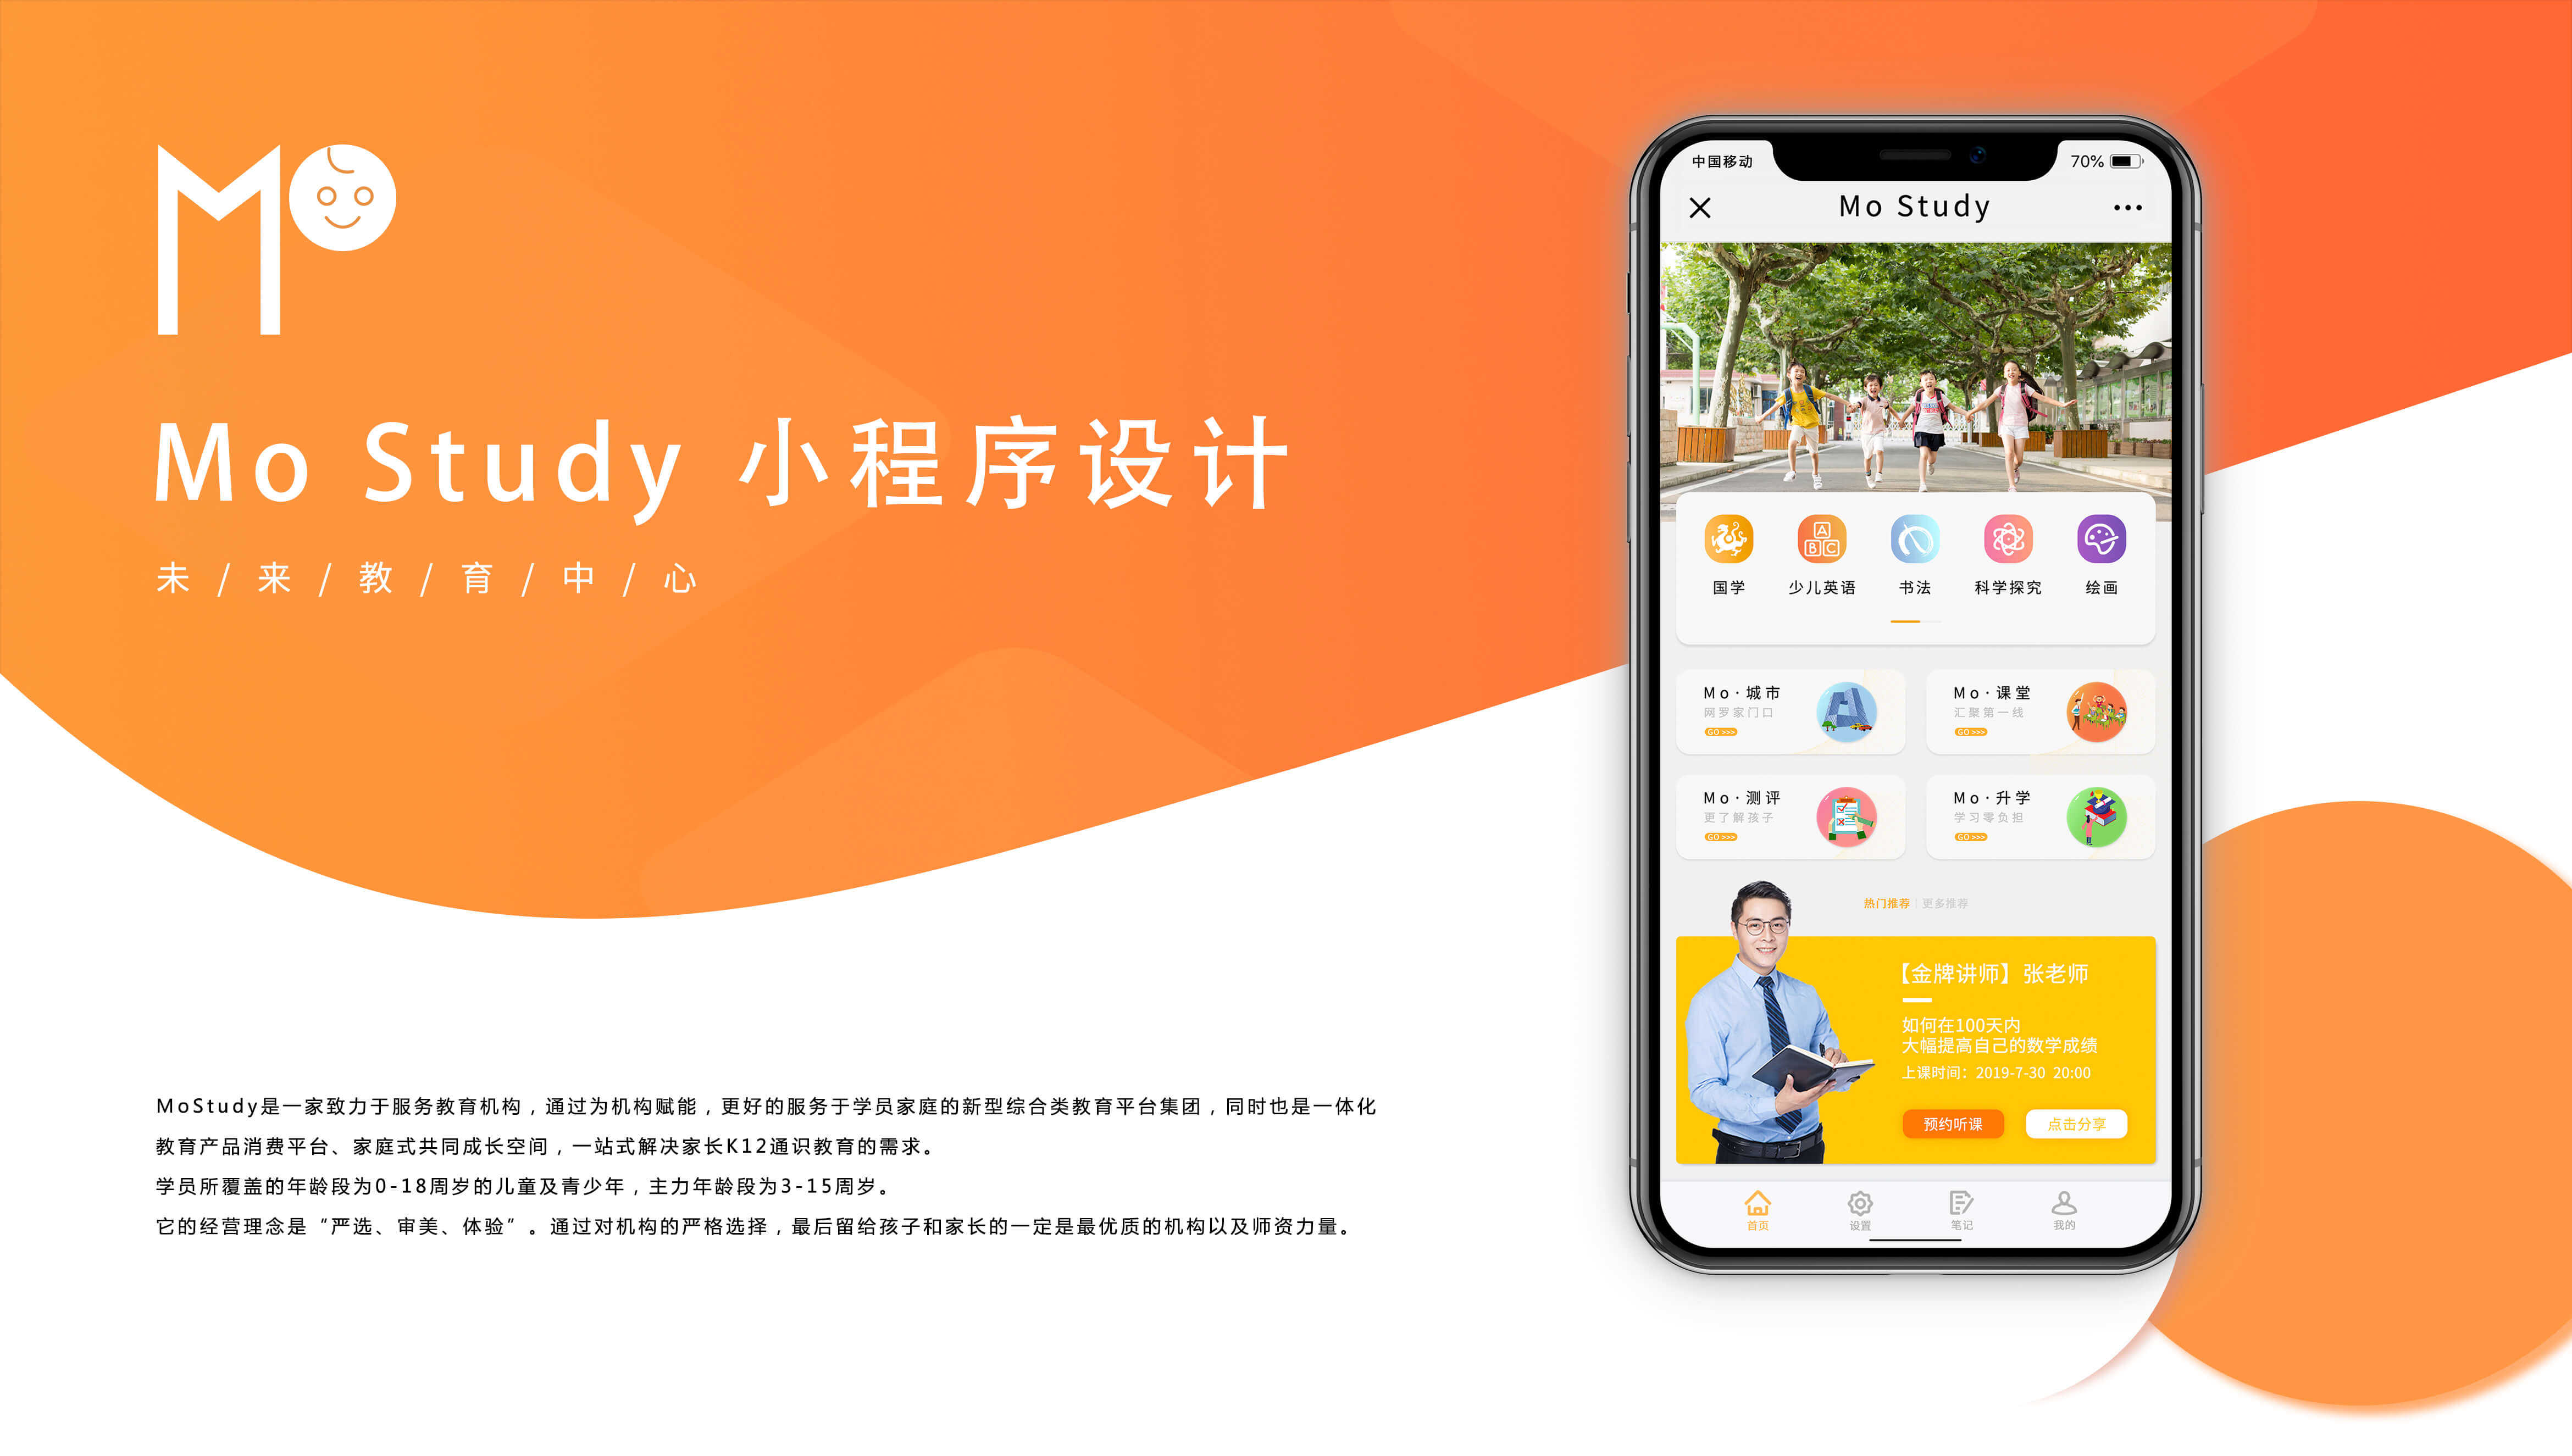 MO
Mo Study 小程序设计
未/来/教/育/中/心
MoStudy是一家致力于服务教育机构，通过为机构赋能，更好的服务于学员家庭的新型综合类教育平台集团，同时也是一体化
教育产品消费平台、家庭式共同成长空间，一站式解决家长K12通识教育的需求。
学员所覆盖的年龄段为0-18周岁的儿童及青少年，主力年龄段为3-15周岁。
它的经营理念是“严选、审美、体验”。通过对机构的严格选择，最后留给孩子和家长的一定是最优质的机构以及师资力量。
中国移动 70%
Mo Study
A
B C
国学 少儿英语 书法 科学探究 绘画
Mo·城市
网罗家门口
GO>>>
Mo·课堂
汇聚第一线
GO>>>
Mo·测评
更了解孩子
GO>>>
Mo·升学
学习零负担
GO>>>
热门推荐 | 更多推荐
【金牌讲师】张老师
如何在100天内
大幅提高自己的数学成绩
上课时间：2019-7-30 20:00
预约听课 点击分享
首页 设置 笔记 我的